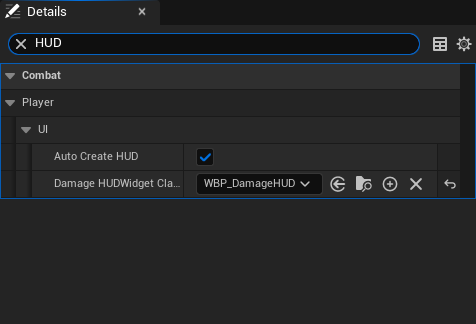 Details
HUD
Combat
Player
UI
Auto Create HUD
Damage HUDWidget Cla...
WBP_DamageHUD